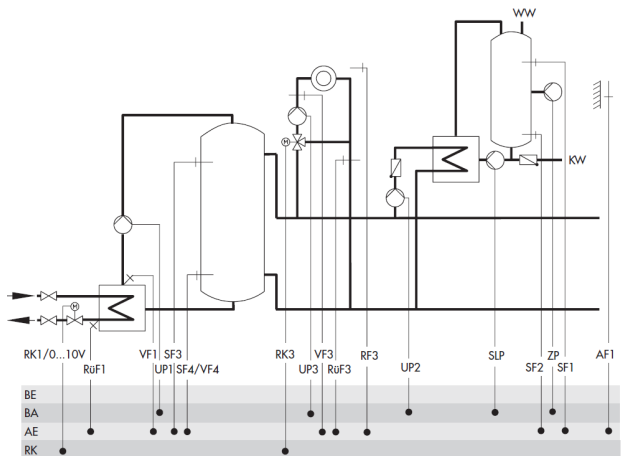 WW
KW
M
M
RK1/0...10V
RüF1
VF1
UP1
SF3
SF4/VF4
RK3
UP3
VF3
RüF3
RF3
UP2
SLP
ZP
SF2
SF1
AF1
BE
BA
AE
RK